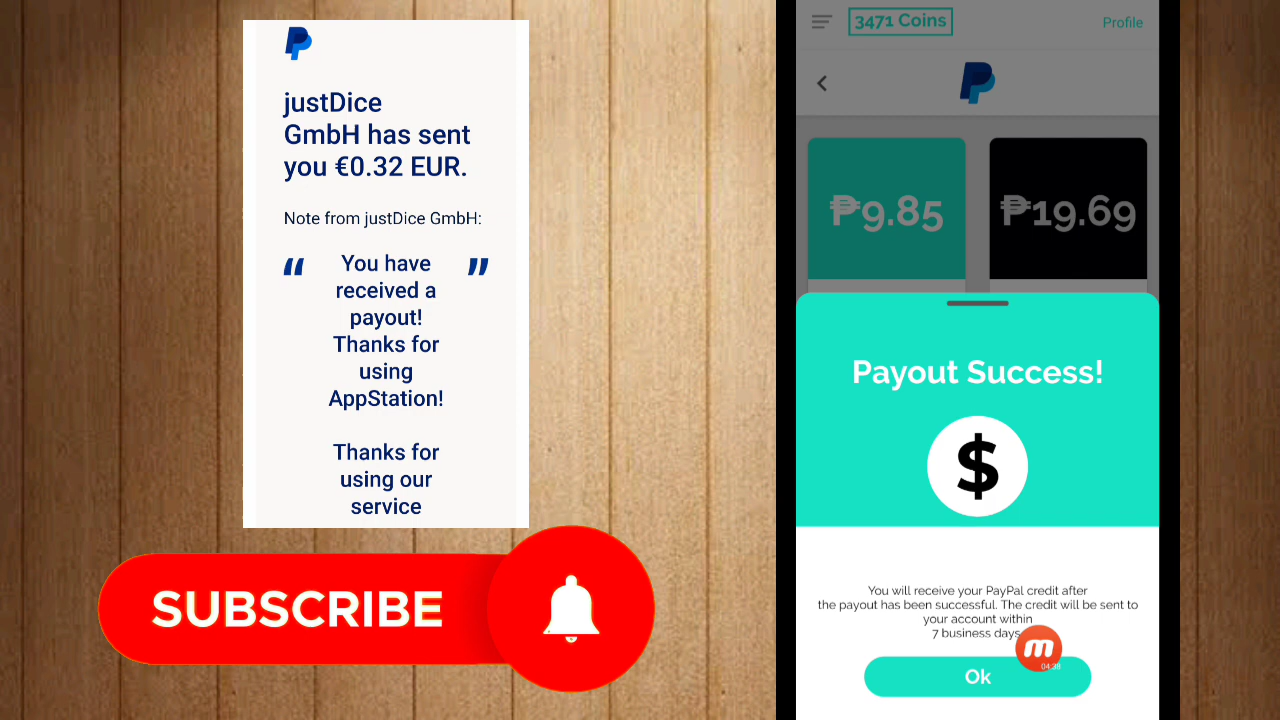 justDice
GmbH has sent
you €0.32 EUR.
Note from justDice GmbH:
“ You have ”
received a
payout!
Thanks for
using
AppStation!
Thanks for
using our
service
SUBSCRIBE
3471 Coins
Profile
₱9.85
₱19.69
Payout Success!
$
You will receive your PayPal credit after
the payout has been successful. The credit will be sent to
your account within
7 business days
m
04:38
Ok